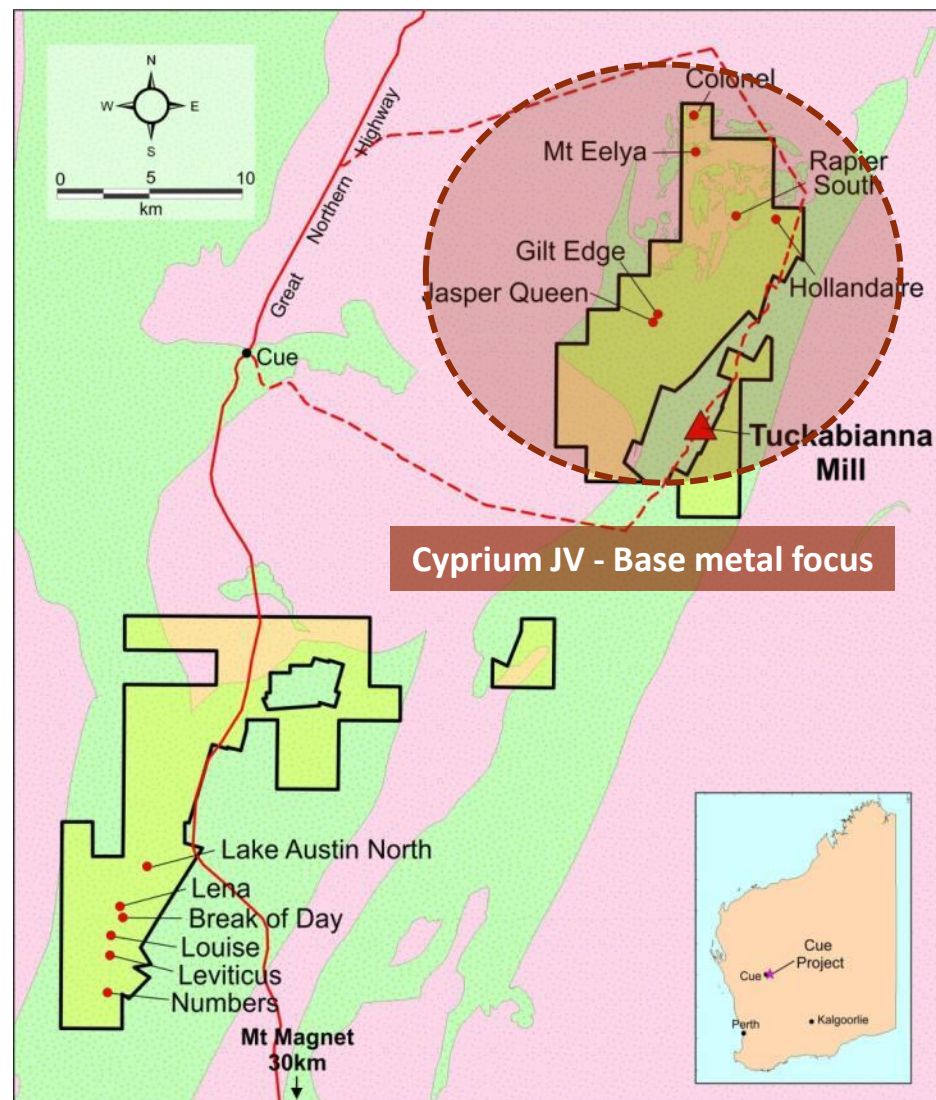 N
W E
S
0 5 10
km
Great Northern Highway
Colonel
Mt Eelya
Rapier
South
Gilt Edge
Jasper Queen
Hollandaire
Cue
Tuckabianna
Mill
Cyprium JV - Base metal focus
Lake Austin North
Lena
Break of Day
Louise
Leviticus
Numbers
Mt Magnet
30km
Cue
Project
Cue
Perth
Kalgoorlie